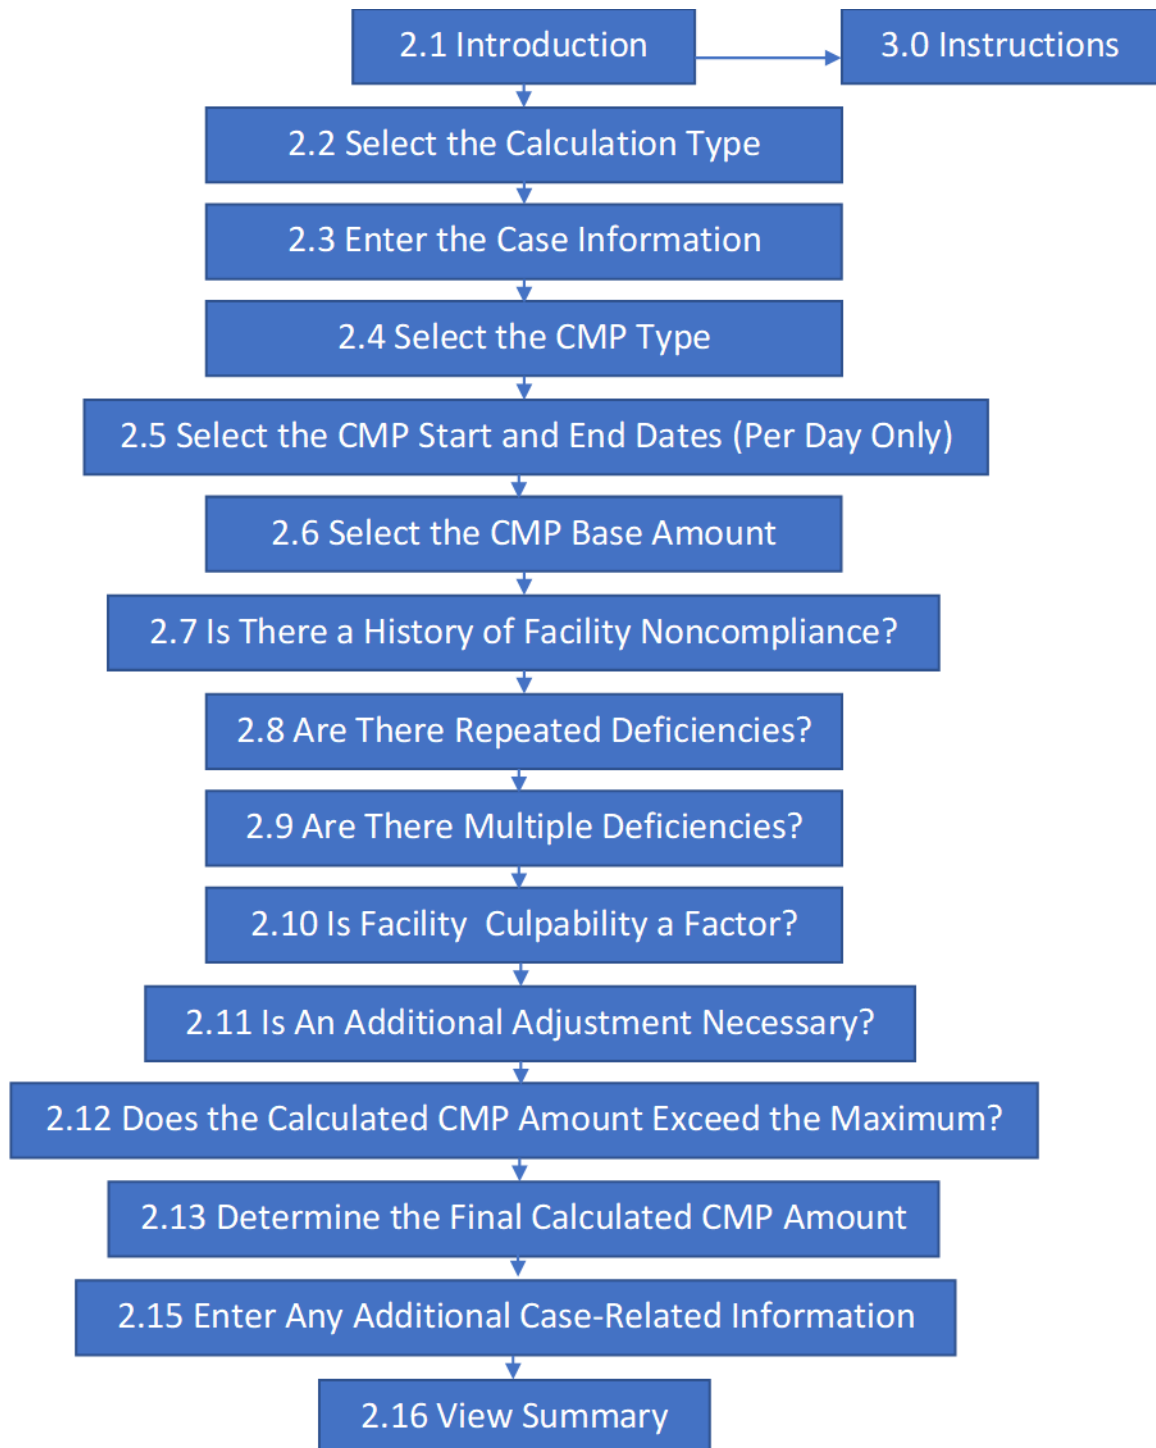 2.1 Introduction
3.0 Instructions
2.2 Select the Calculation Type
2.3 Enter the Case Information
2.4 Select the CMP Type
2.5 Select the CMP Start and End Dates (Per Day Only)
2.6 Select the CMP Base Amount
2.7 Is There a History of Facility Noncompliance?
2.8 Are There Repeated Deficiencies?
2.9 Are There Multiple Deficiencies?
2.10 Is Facility  Culpability a Factor?
2.11 Is An Additional Adjustment Necessary?
2.12 Does the Calculated CMP Amount Exceed the Maximum?
2.13 Determine the Final Calculated CMP Amount
2.15 Enter Any Additional Case-Related Information
2.16 View Summary